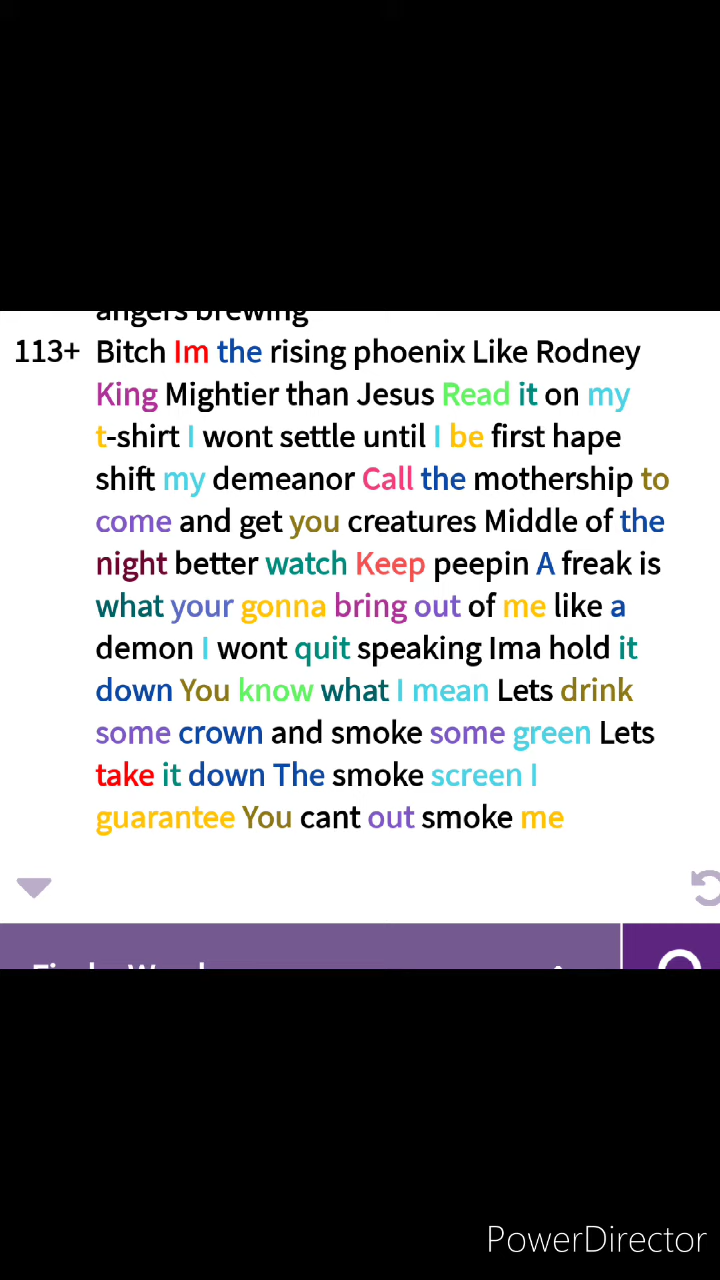 angers brewing
113+ Bitch Im the rising phoenix Like Rodney
King Mightier than Jesus Read it on my
t-shirt I wont settle until I be first hape
shift my demeanor Call the mothership to
come and get you creatures Middle of the
night better watch Keep peepin A freak is
what your gonna bring out of me like a
demon I wont quit speaking Ima hold it
down You know what I mean Lets drink
some crown and smoke some green Lets
take it down The smoke screen I
guarantee You cant out smoke me
PowerDirector